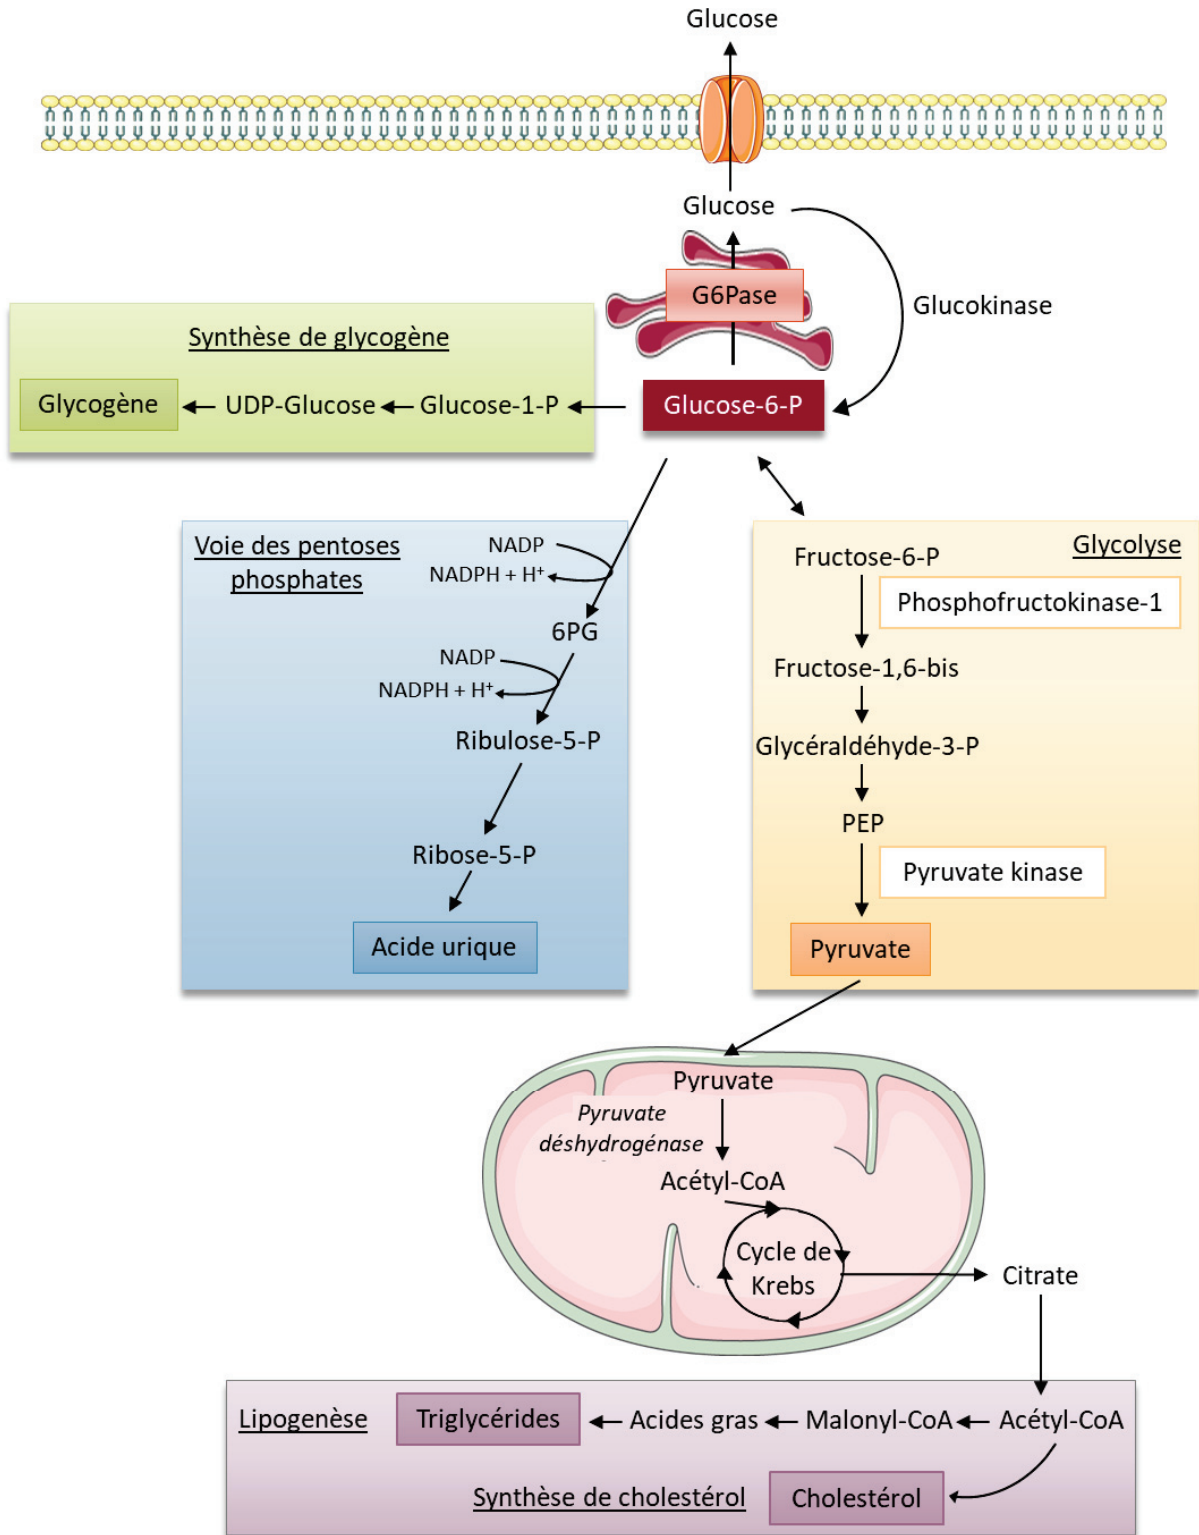 Glucose
Glucose
G6Pase
Glucokinase
Synthèse de glycogène
Glycogène
UDP-Glucose
Glucose-1-P
Glucose-6-P
Voie des pentoses
phosphates
NADP
NADPH + H⁺
6PG
NADP
NADPH + H⁺
Ribulose-5-P
Ribose-5-P
Acide urique
Glycolyse
Fructose-6-P
Phosphofructokinase-1
Fructose-1,6-bis
Glycéraldéhyde-3-P
PEP
Pyruvate kinase
Pyruvate
Pyruvate
Pyruvate
déshydrogénase
Acétyl-CoA
Cycle de
Krebs
Citrate
Lipogenèse
Triglycérides
Acides gras
Malonyl-CoA
Acétyl-CoA
Synthèse de cholestérol
Cholestérol